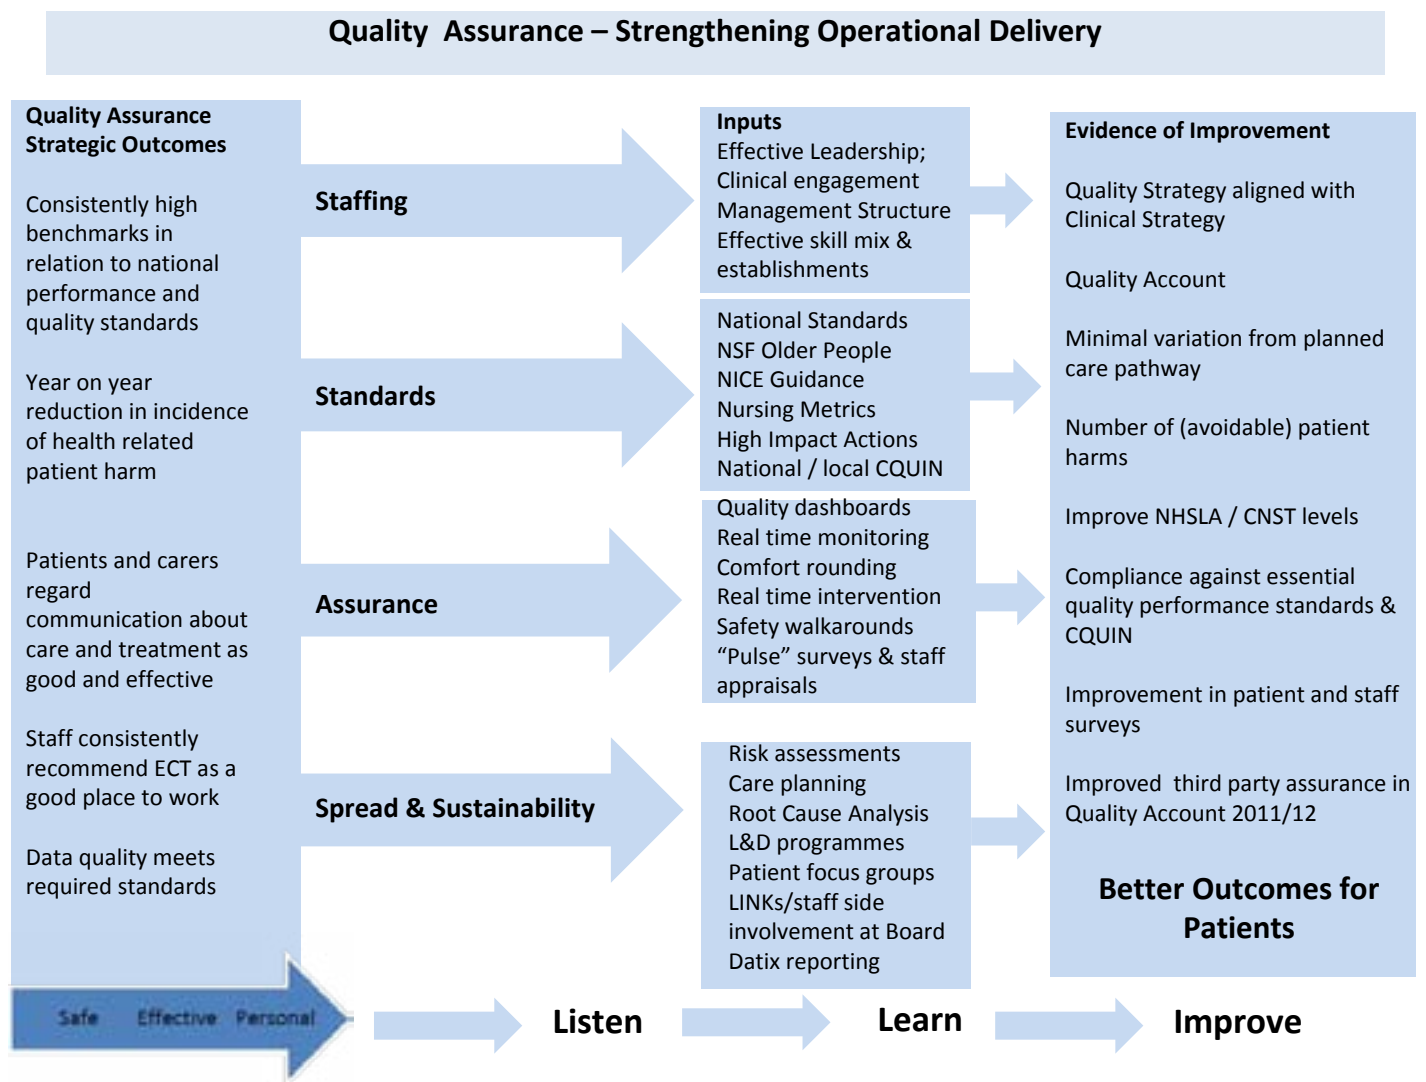 Quality Assurance – Strengthening Operational Delivery
Quality Assurance
Strategic Outcomes
Consistently high
benchmarks in
relation to national
performance and
quality standards
Year on year
reduction in incidence
of health related
patient harm
Patients and carers
regard
communication about
care and treatment as
good and effective
Staff consistently
recommend ECT as a
good place to work
Data quality meets
required standards
Staffing
Standards
Assurance
Spread & Sustainability
Inputs
Effective Leadership;
Clinical engagement
Management Structure
Effective skill mix &
establishments
National Standards
NSF Older People
NICE Guidance
Nursing Metrics
High Impact Actions
National / local CQUIN
Quality dashboards
Real time monitoring
Comfort rounding
Real time intervention
Safety walkarounds
“Pulse” surveys & staff
appraisals
Risk assessments
Care planning
Root Cause Analysis
L&D programmes
Patient focus groups
LINKs/staff side
involvement at Board
Datix reporting
Evidence of Improvement
Quality Strategy aligned with
Clinical Strategy
Quality Account
Minimal variation from planned
care pathway
Number of (avoidable) patient
harms
Improve NHSLA / CNST levels
Compliance against essential
quality performance standards &
CQUIN
Improvement in patient and staff
surveys
Improved third party assurance in
Quality Account 2011/12
Better Outcomes for
Patients
Safe Effective Personal
Listen
Learn
Improve